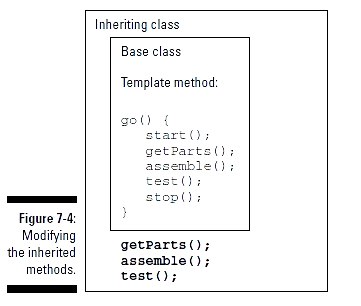 Inheriting class
Base class
Template method:
go() {
start();
getParts();
assemble();
test();
stop();
}
getParts();
assemble();
test();
Figure 7-4:
Modifying
the inherited
methods.